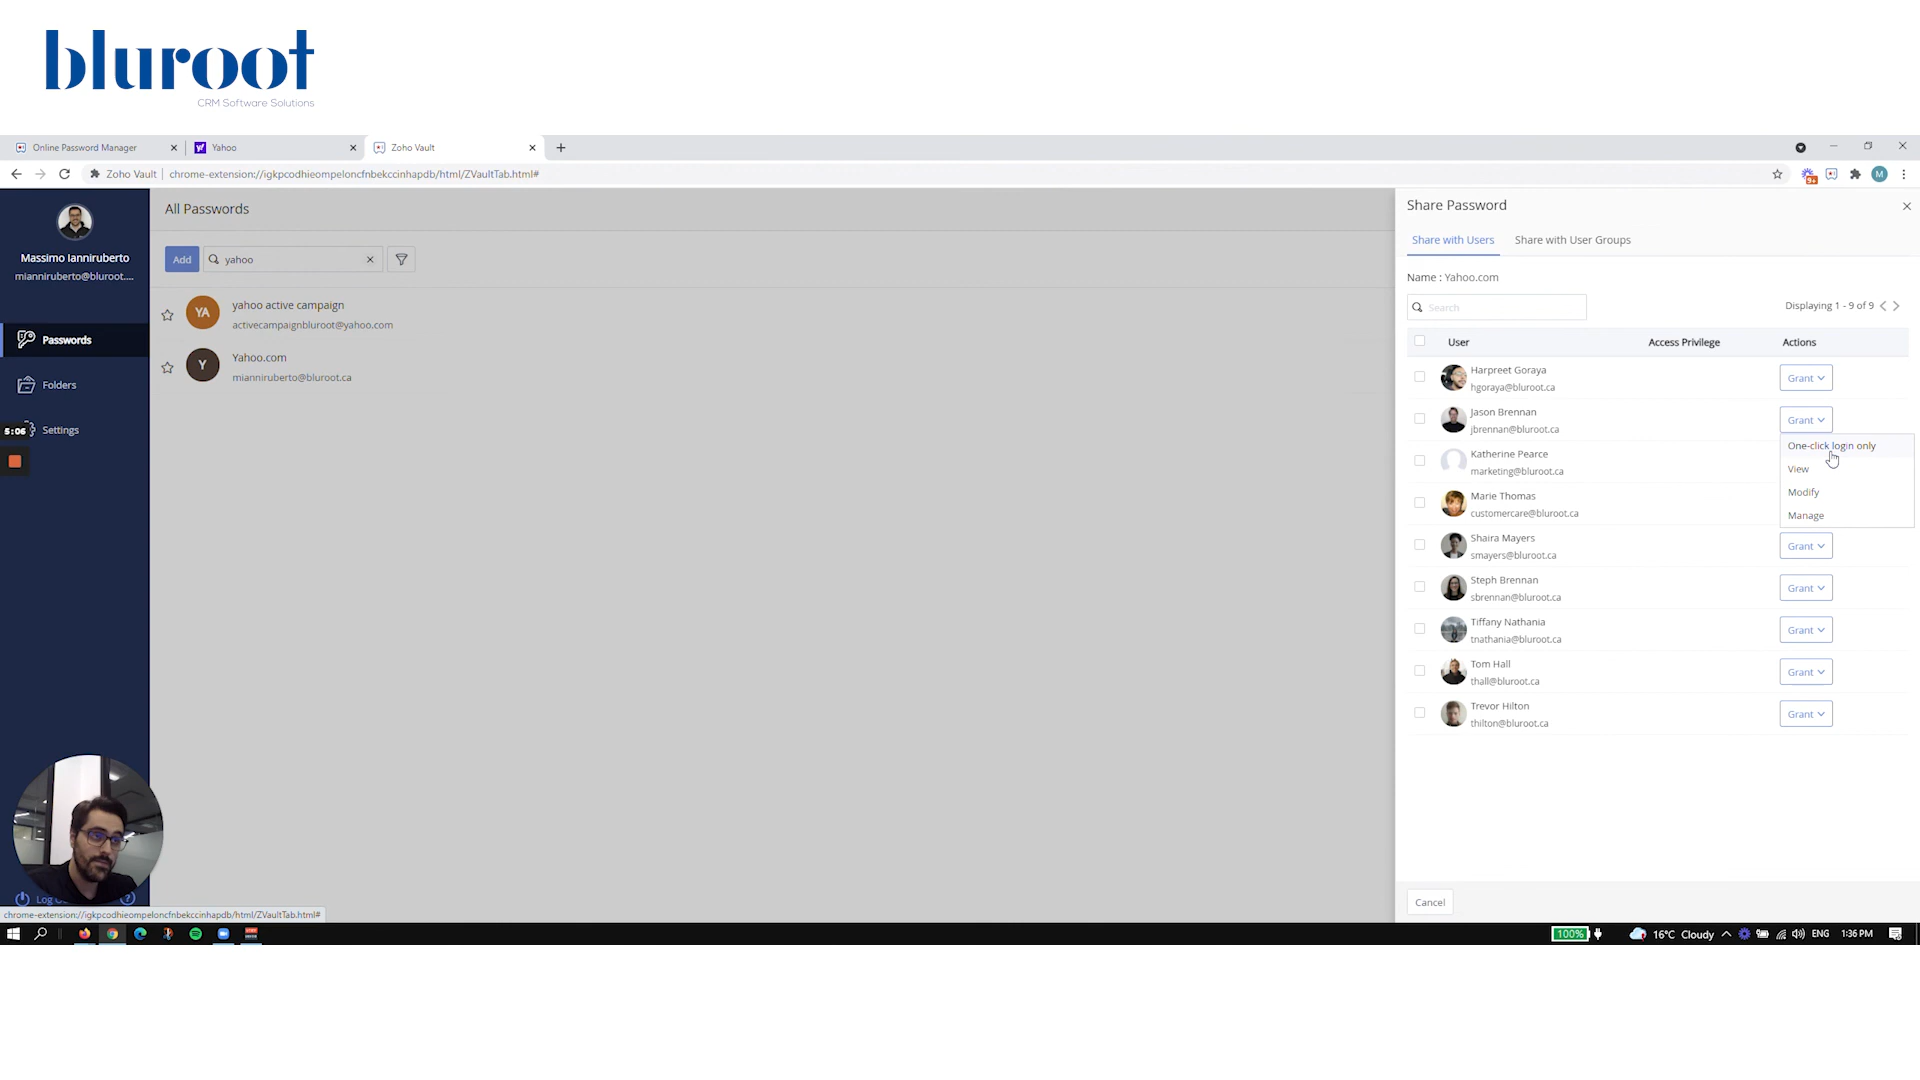 bluroot
CRM Software Solutions
Online Password Manager
Yahoo
Zoho Vault
Zoho Vault
chrome-extension://igkpcodhieompeloncfnbekccinhapdb/html/ZVaultTab.html#
9+
M
Massimo Ianniruberto
mianniruberto@bluroot....
Passwords
Folders
5:06
Settings
All Passwords
Add
yahoo
YA
yahoo active campaign
activecampaignbluroot@yahoo.com
Y
Yahoo.com
mianniruberto@bluroot.ca
Share Password
Share with Users
Share with User Groups
Name : Yahoo.com
Search
Displaying 1 - 9 of 9
User
Access Privilege
Actions
Harpreet Goraya
hgoraya@bluroot.ca
Grant
Jason Brennan
jbrennan@bluroot.ca
Grant
One-click login only
View
Modify
Manage
Katherine Pearce
marketing@bluroot.ca
Marie Thomas
customercare@bluroot.ca
Shaira Mayers
smayers@bluroot.ca
Grant
Steph Brennan
sbrennan@bluroot.ca
Grant
Tiffany Nathania
tnathania@bluroot.ca
Grant
Tom Hall
thall@bluroot.ca
Grant
Trevor Hilton
thilton@bluroot.ca
Grant
Cancel
chrome-extension://igkpcodhieompeloncfnbekccinhapdb/html/ZVaultTab.html#
100%
16°C Cloudy
ENG
1:36 PM